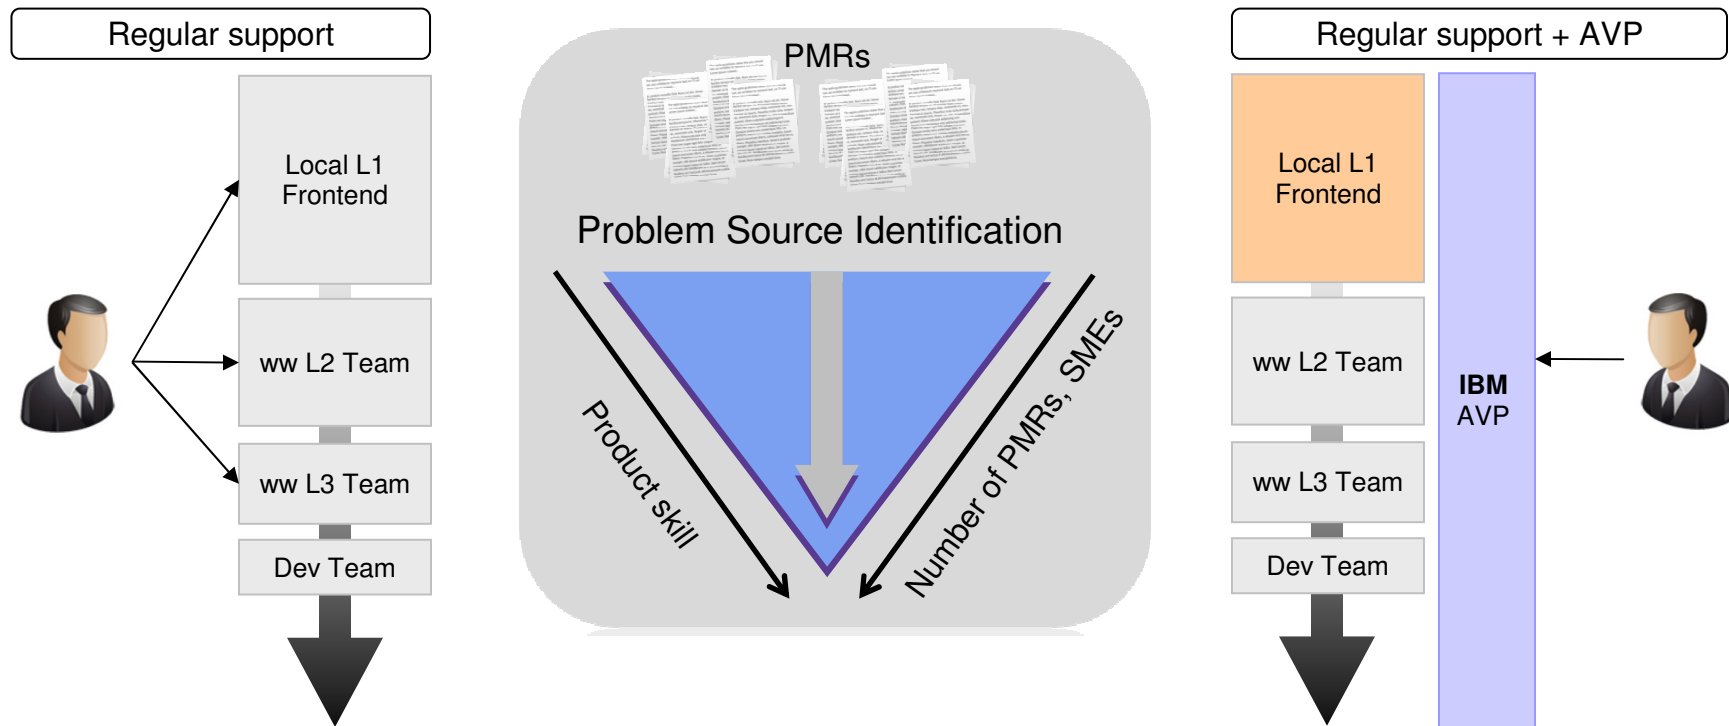 Regular support
Local L1
Frontend
ww L2 Team
ww L3 Team
Dev Team
PMRs
Problem Source Identification
Product skill
Number of PMRs, SMEs
Regular support + AVP
Local L1
Frontend
ww L2 Team
ww L3 Team
Dev Team
IBM
AVP